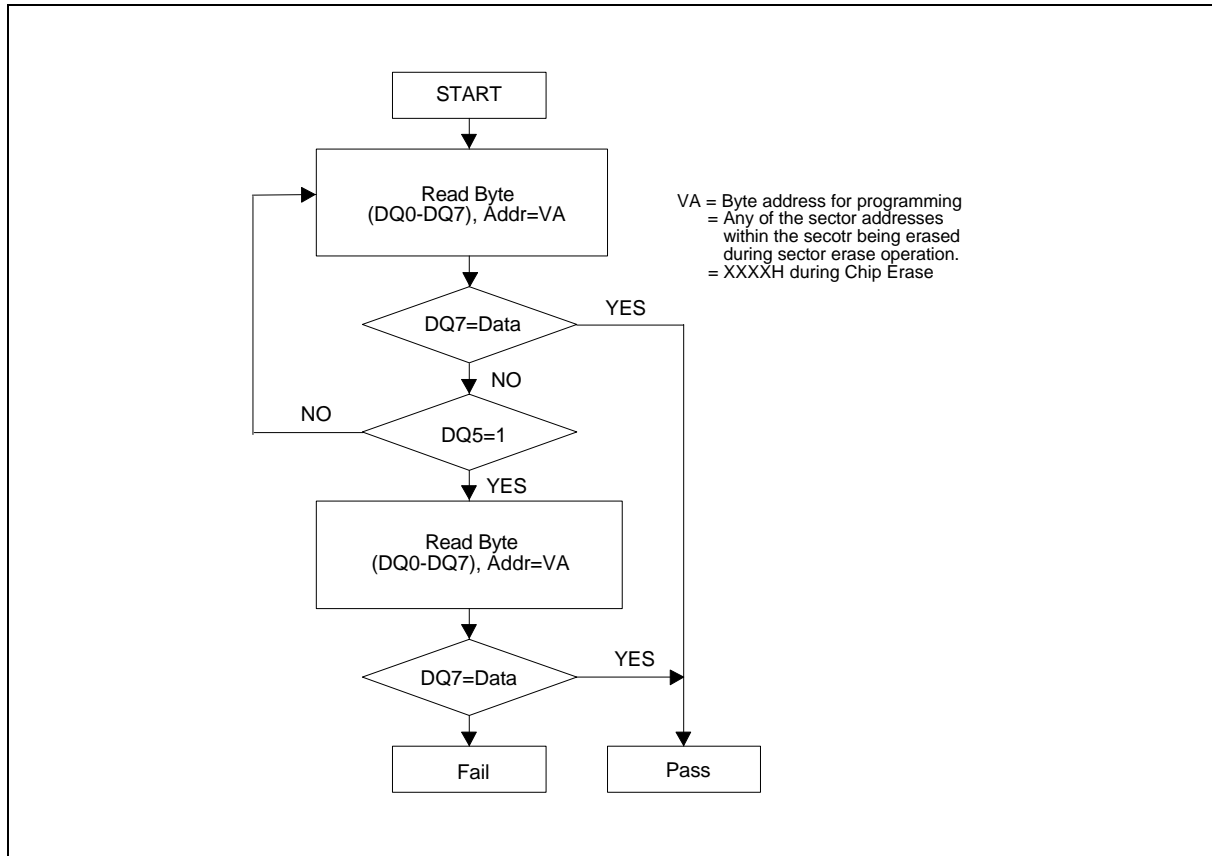 START
Read Byte
(DQ0-DQ7), Addr=VA
VA = Byte address for programming
= Any of the sector addresses
within the secotr being erased
during sector erase operation.
= XXXXH during Chip Erase
YES
DQ7=Data
NO
NO
DQ5=1
YES
Read Byte
(DQ0-DQ7), Addr=VA
YES
DQ7=Data
Fail
Pass